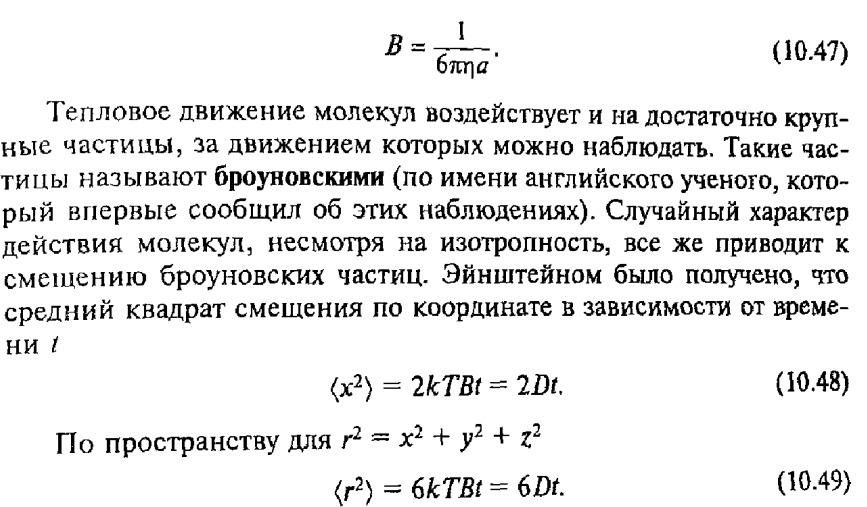 B = 1/(6πηa). (10.47)
Тепловое движение молекул воздействует и на достаточно круп-
ные частицы, за движением которых можно наблюдать. Такие час-
тицы называют броуновскими (по имени английского ученого, кото-
рый впервые сообщил об этих наблюдениях). Случайный характер
действия молекул, несмотря на изотропность, все же приводит к
смещению броуновских частиц. Эйнштейном было получено, что
средний квадрат смещения по координате в зависимости от време-
ни t
⟨x²⟩ = 2kTBt = 2Dt. (10.48)
По пространству для r² = x² + y² + z²
⟨r²⟩ = 6kTBt = 6Dt. (10.49)